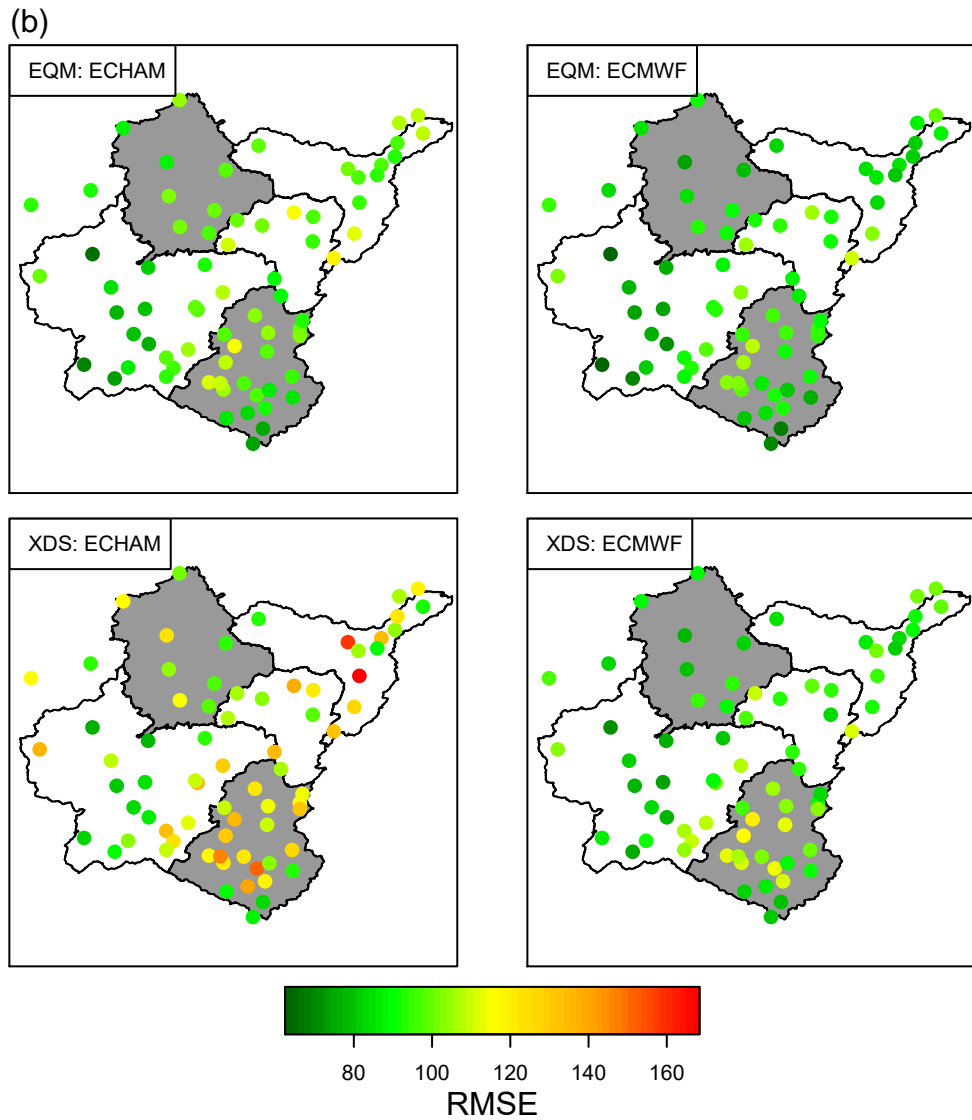 (b)
EQM: ECHAM
EQM: ECMWF
XDS: ECHAM
XDS: ECMWF
80 100 120 140 160
RMSE